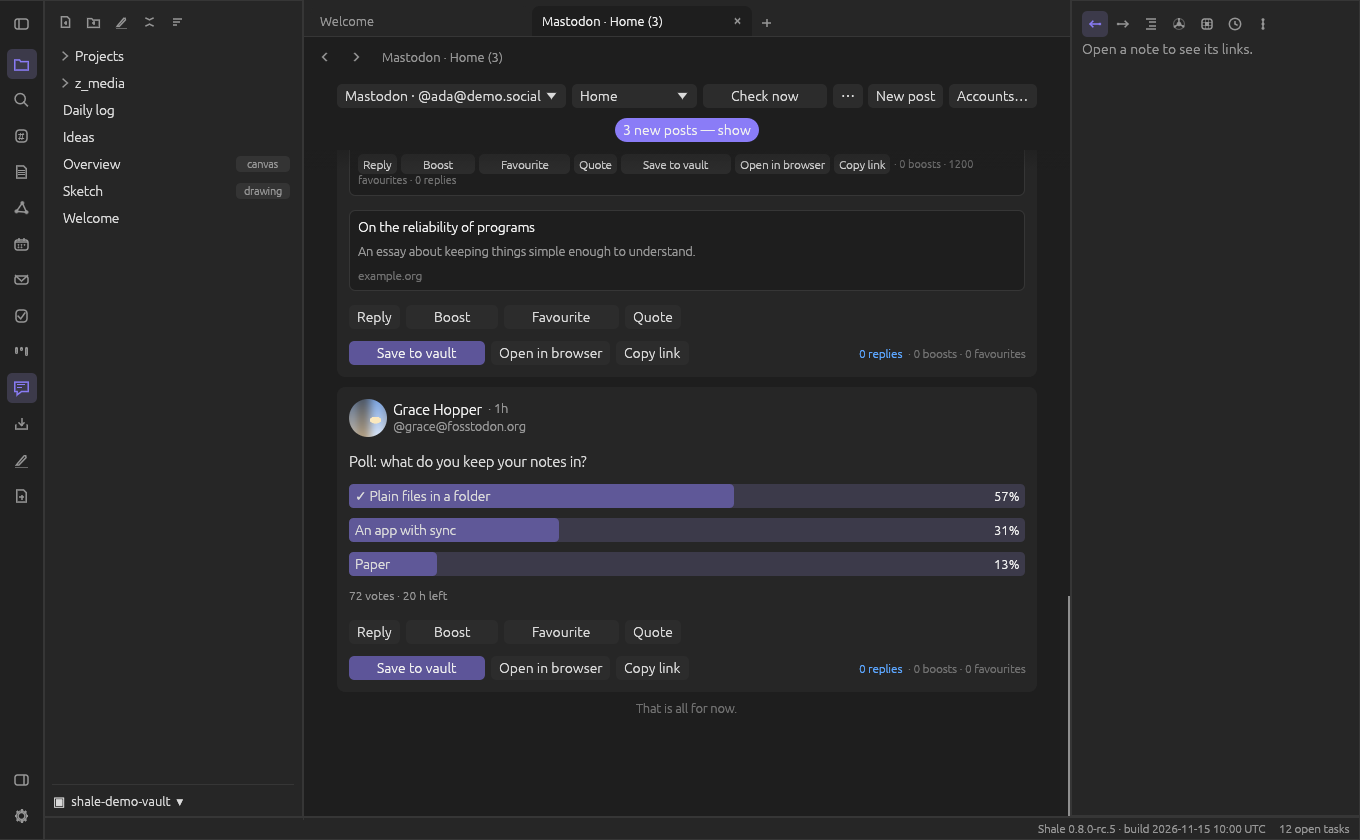 Welcome
Mastodon · Home (3) ×
Mastodon · Home (3)
Open a note to see its links.
Projects
z_media
Daily log
Ideas
Overview canvas
Sketch drawing
Welcome
shale-demo-vault ▼
Mastodon · @ada@demo.social ▼ Home ▼ Check now ··· New post Accounts…
3 new posts — show
Reply Boost Favourite Quote Save to vault Open in browser Copy link · 0 boosts · 1200
favourites · 0 replies
On the reliability of programs
An essay about keeping things simple enough to understand.
example.org
Reply Boost Favourite Quote
Save to vault Open in browser Copy link 0 replies · 0 boosts · 0 favourites
Grace Hopper · 1h
@grace@fosstodon.org
Poll: what do you keep your notes in?
✓ Plain files in a folder 57%
An app with sync 31%
Paper 13%
72 votes · 20 h left
Reply Boost Favourite Quote
Save to vault Open in browser Copy link 0 replies · 0 boosts · 0 favourites
That is all for now.
Shale 0.8.0-rc.5 · build 2026-11-15 10:00 UTC 12 open tasks